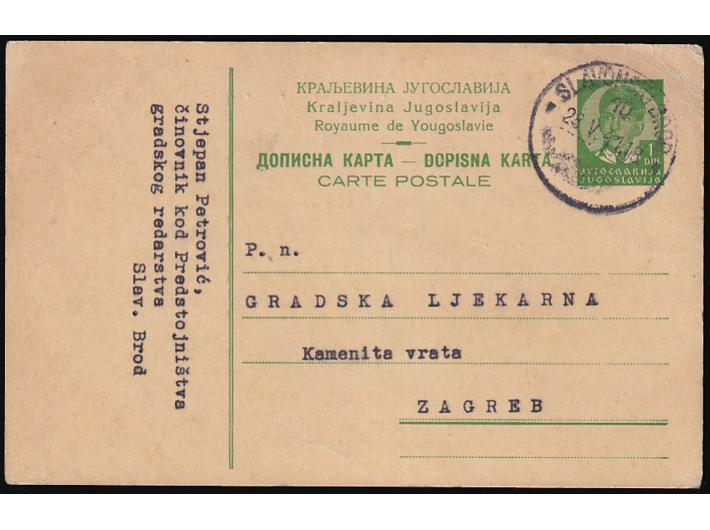 КРАЉЕВИНА ЈУГОСЛАВИЈА
Kraljevina Jugoslavija
Royaume de Yougoslavie
ДОПИСНА КАРТА — DOPISNA KARTA
CARTE POSTALE
1
DIN.
ЈУГОСЛАВИЈА
JUGOSLAVIJA
BROD
Stjepan Petrović,
činovnik kod Predstojništva
gradskog redarstva
Slav. Brod
P. n.
GRADSKA LJEKARNA
Kamenita vrata
ZAGREB